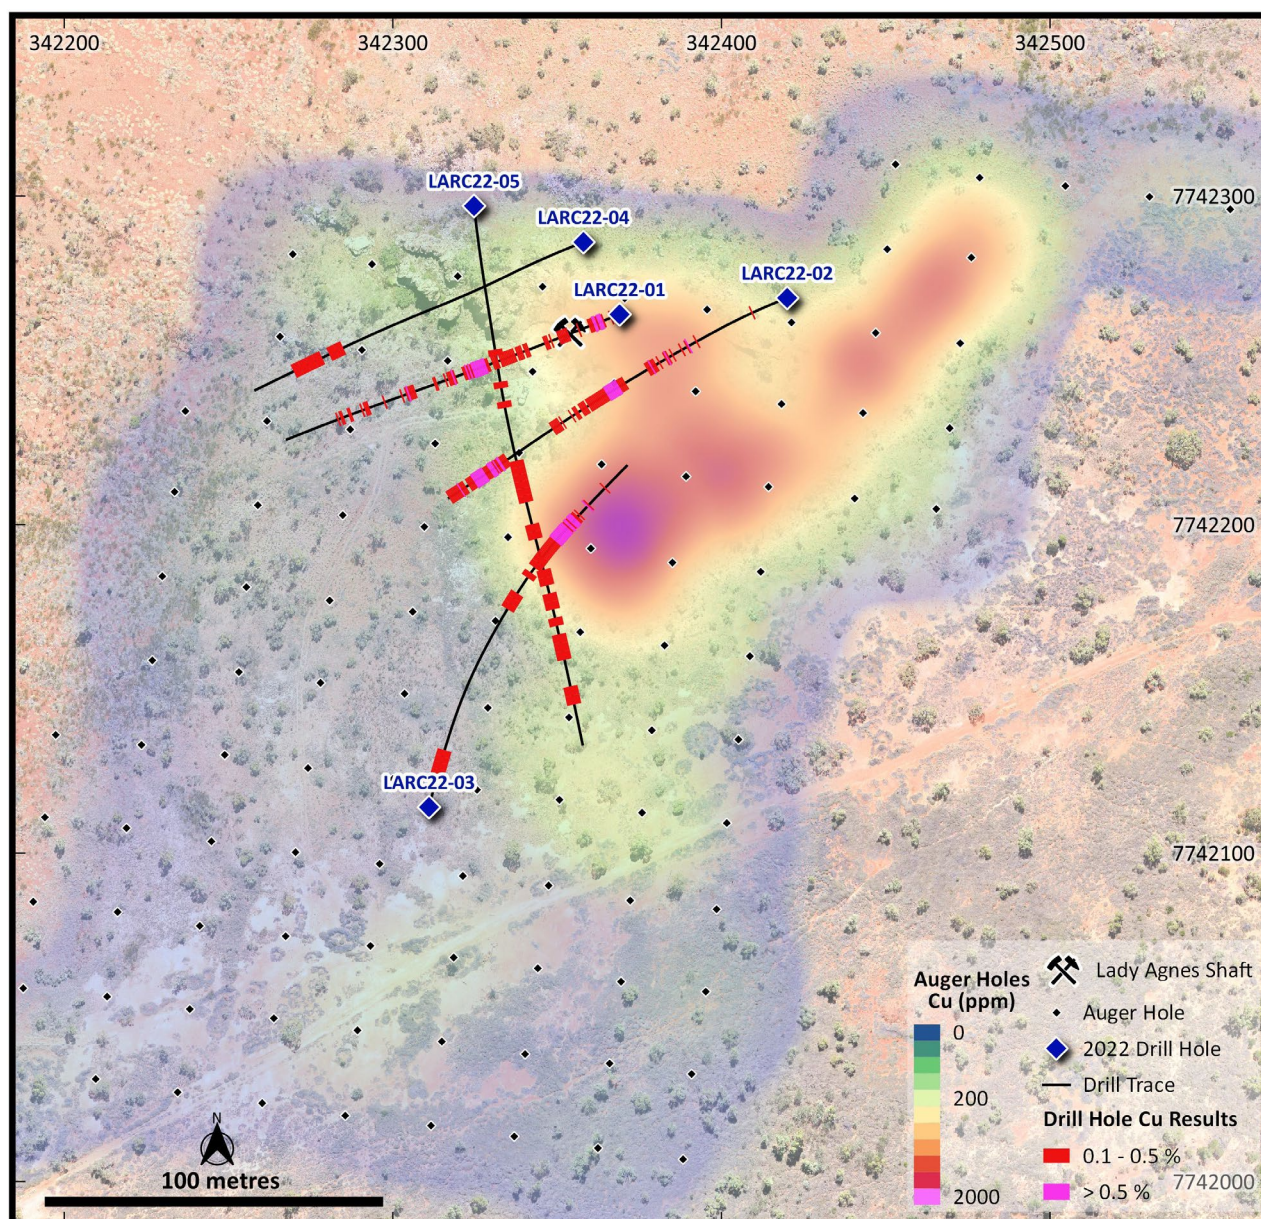 342200
342300
342400
342500
LARC22-05
LARC22-04
7742300
LARC22-02
LARC22-01
7742200
LARC22-03
7742100
Auger Holes
Cu (ppm)
0
200
2000
Lady Agnes Shaft
Auger Hole
2022 Drill Hole
Drill Trace
Drill Hole Cu Results
0.1 - 0.5 %
> 0.5 %
7742000
N
100 metres